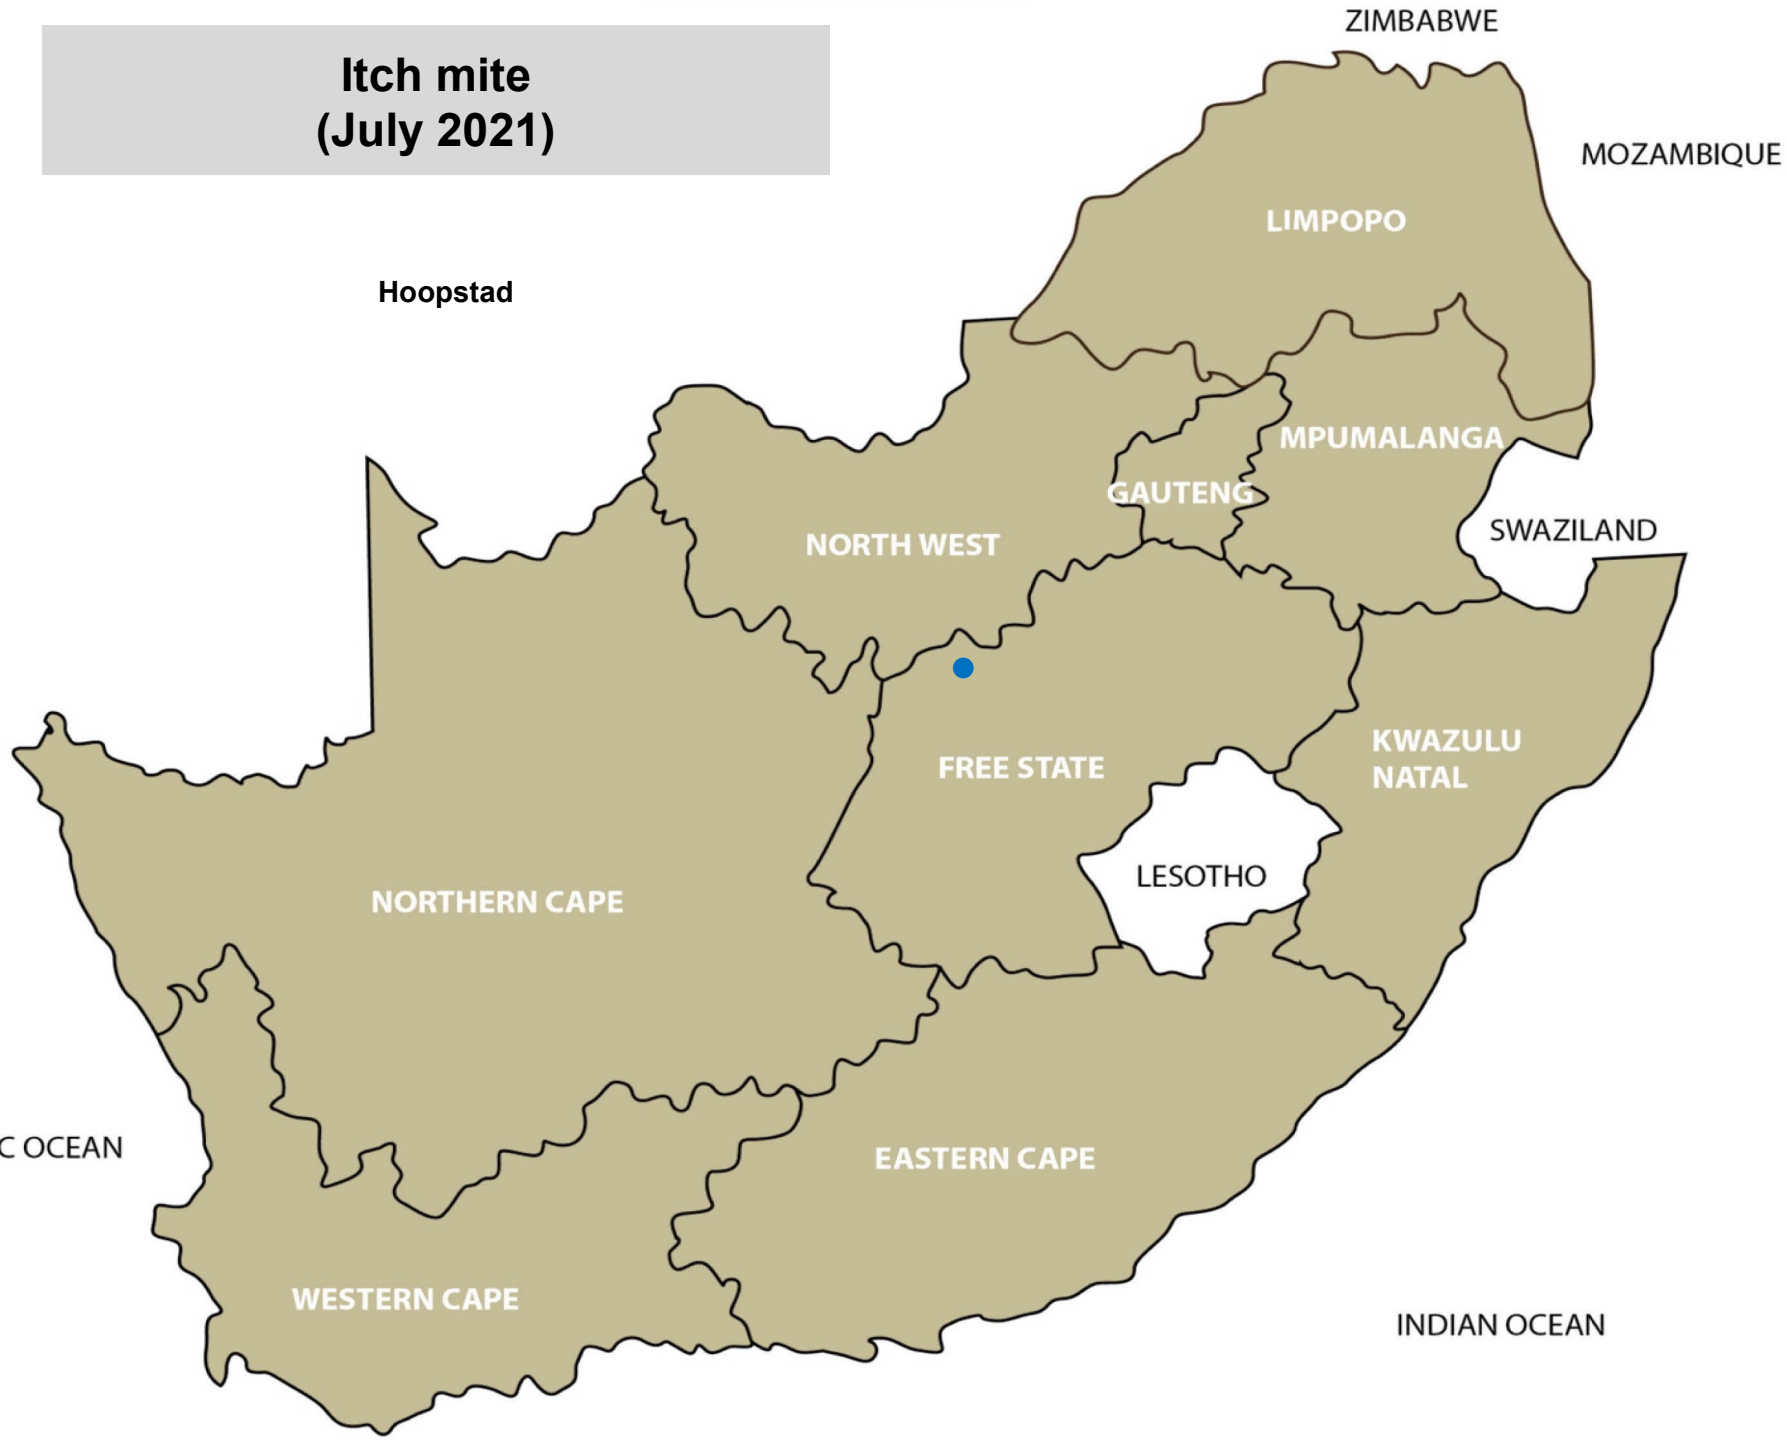 Itch mite
(July 2021)
ZIMBABWE
MOZAMBIQUE
LIMPOPO
Hoopstad
MPUMALANGA
GAUTENG
SWAZILAND
NORTH WEST
KWAZULU
NATAL
FREE STATE
LESOTHO
NORTHERN CAPE
C OCEAN
EASTERN CAPE
WESTERN CAPE
INDIAN OCEAN